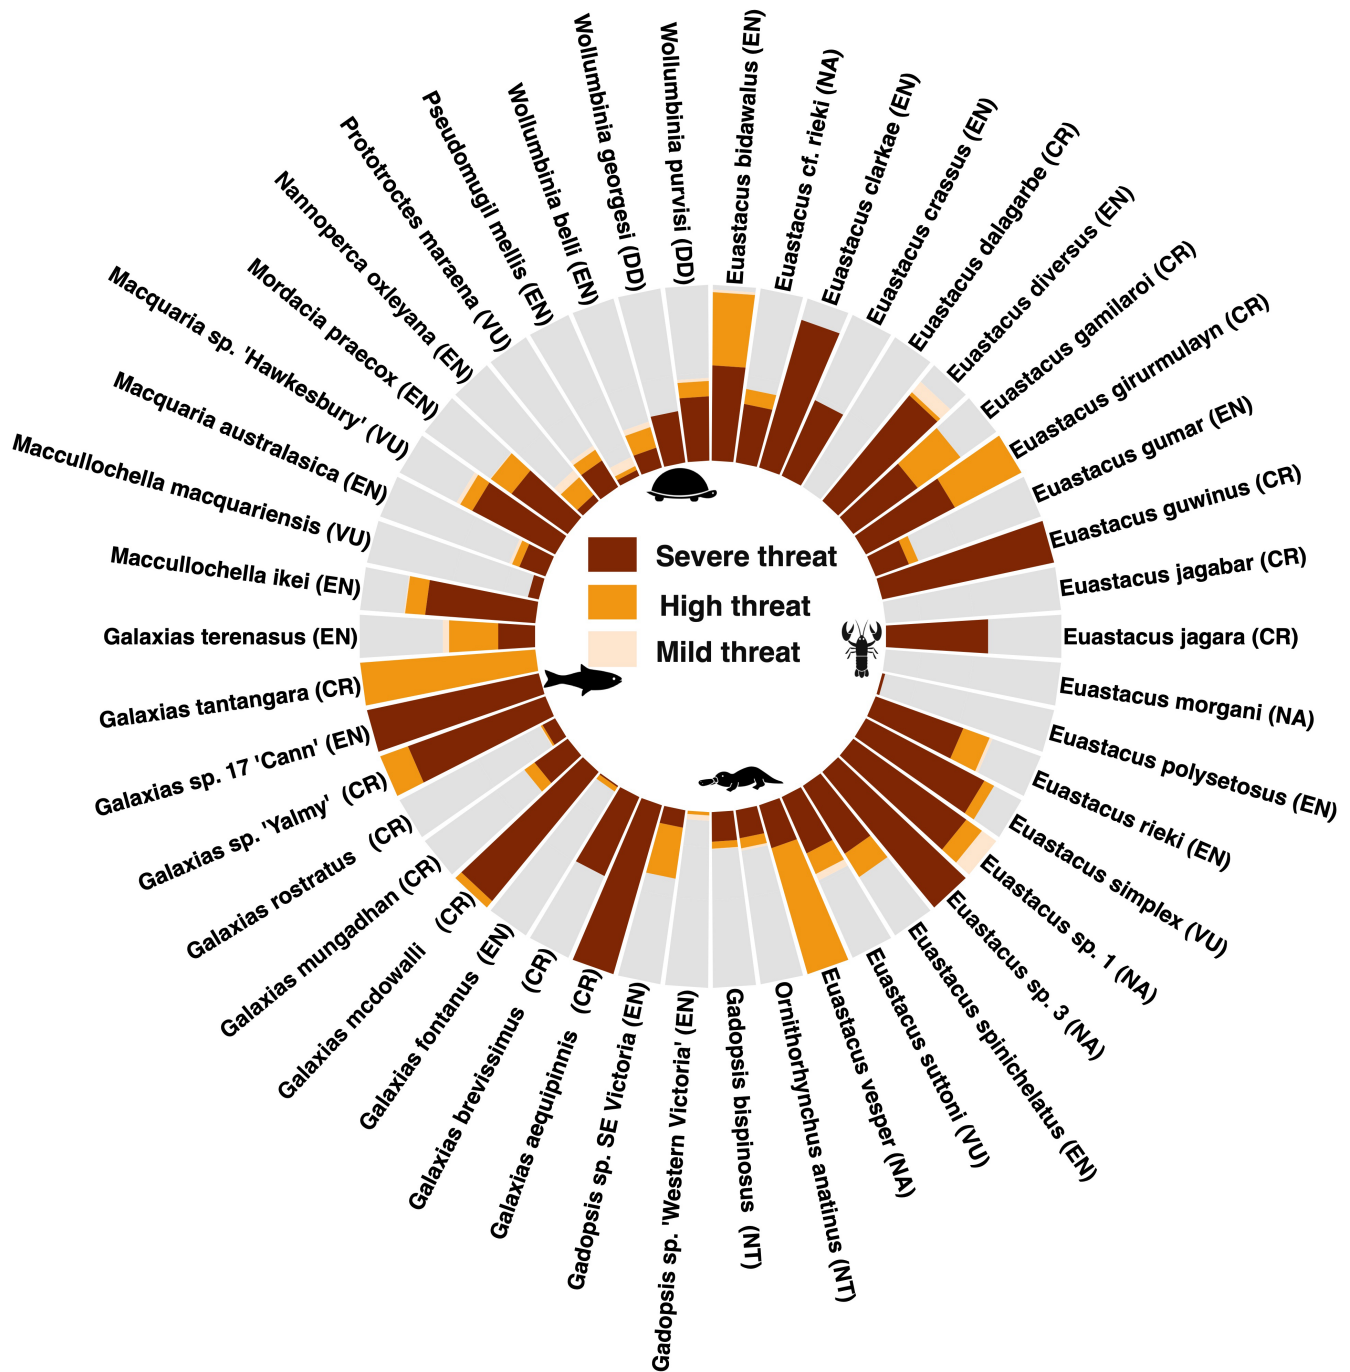 Euastacus bidawalus (EN)
Euastacus cf. rieki (NA)
Euastacus clarkae (EN)
Euastacus crassus (EN)
Euastacus dalagarbe (CR)
Euastacus diversus (EN)
Euastacus gamilaroi (CR)
Euastacus girurmulayn (CR)
Euastacus gumar (EN)
Euastacus guwinus (CR)
Euastacus jagabar (CR)
Euastacus jagara (CR)
Euastacus morgani (NA)
Euastacus polysetosus (EN)
Euastacus rieki (EN)
Euastacus simplex (VU)
Euastacus sp. 1 (NA)
Euastacus sp. 3 (NA)
Euastacus spinichelatus (EN)
Euastacus suttoni (VU)
Euastacus vesper (NA)
Ornithorhynchus anatinus (NT)
Gadopsis bispinosus (NT)
Gadopsis sp. 'Western Victoria' (EN)
Gadopsis sp. SE Victoria (EN)
Galaxias aequipinnis (CR)
Galaxias brevissimus (CR)
Galaxias fontanus (EN)
Galaxias mcdowalli (CR)
Galaxias mungadhan (CR)
Galaxias rostratus (CR)
Galaxias sp. 'Yalmy' (CR)
Galaxias sp. 17 'Cann' (EN)
Galaxias tantangara (CR)
Galaxias terenasus (EN)
Maccullochella ikei (EN)
Maccullochella macquariensis (VU)
Macquaria australasica (EN)
Macquaria sp. 'Hawkesbury' (VU)
Mordacia praecox (EN)
Nannoperca oxleyana (EN)
Prototroctes maraena (VU)
Pseudomugil mellis (EN)
Wollumbinia belli (EN)
Wollumbinia georgesi (DD)
Wollumbinia purvisi (DD)
Severe threat
High threat
Mild threat